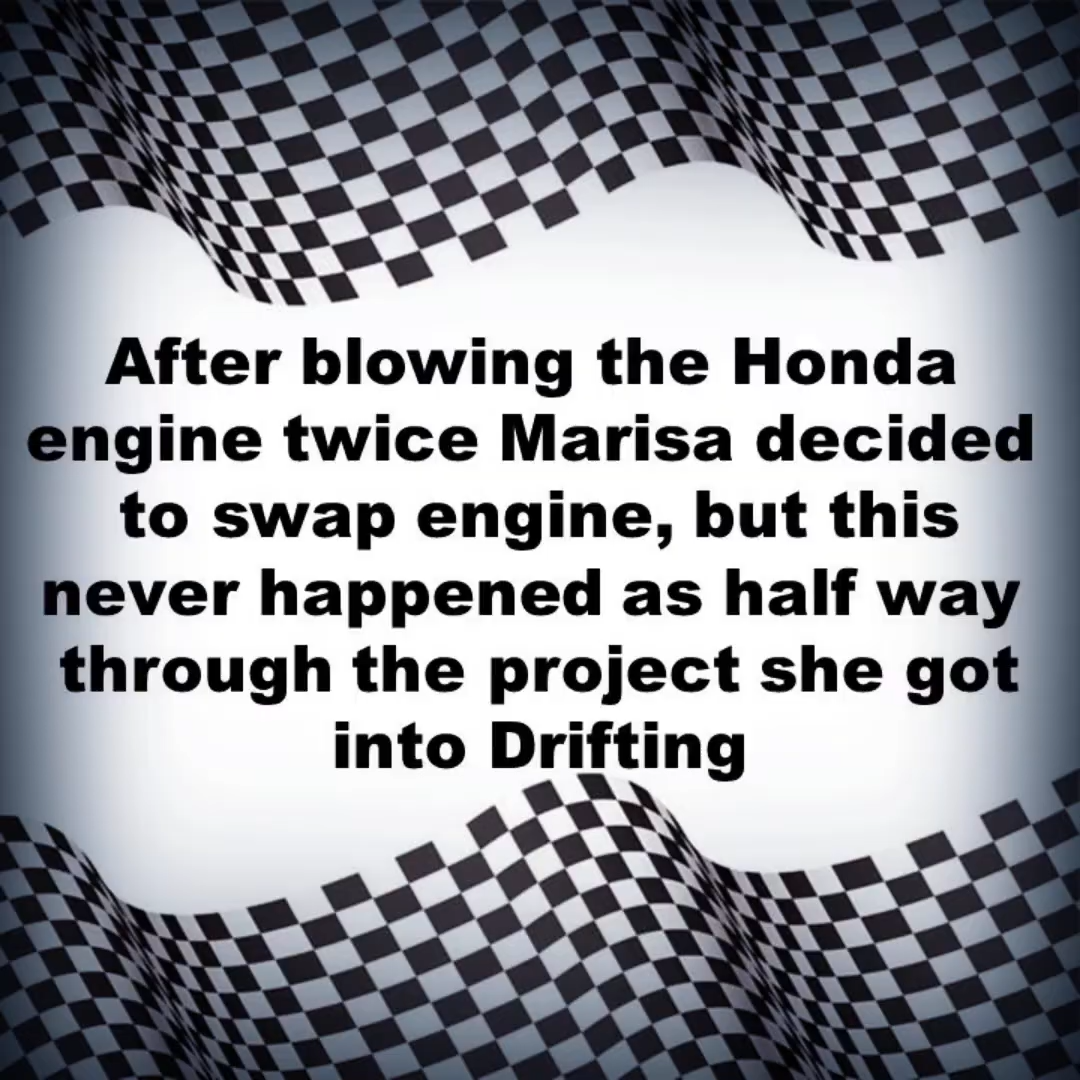 After blowing the Honda
engine twice Marisa decided
to swap engine, but this
never happened as half way
through the project she got
into Drifting